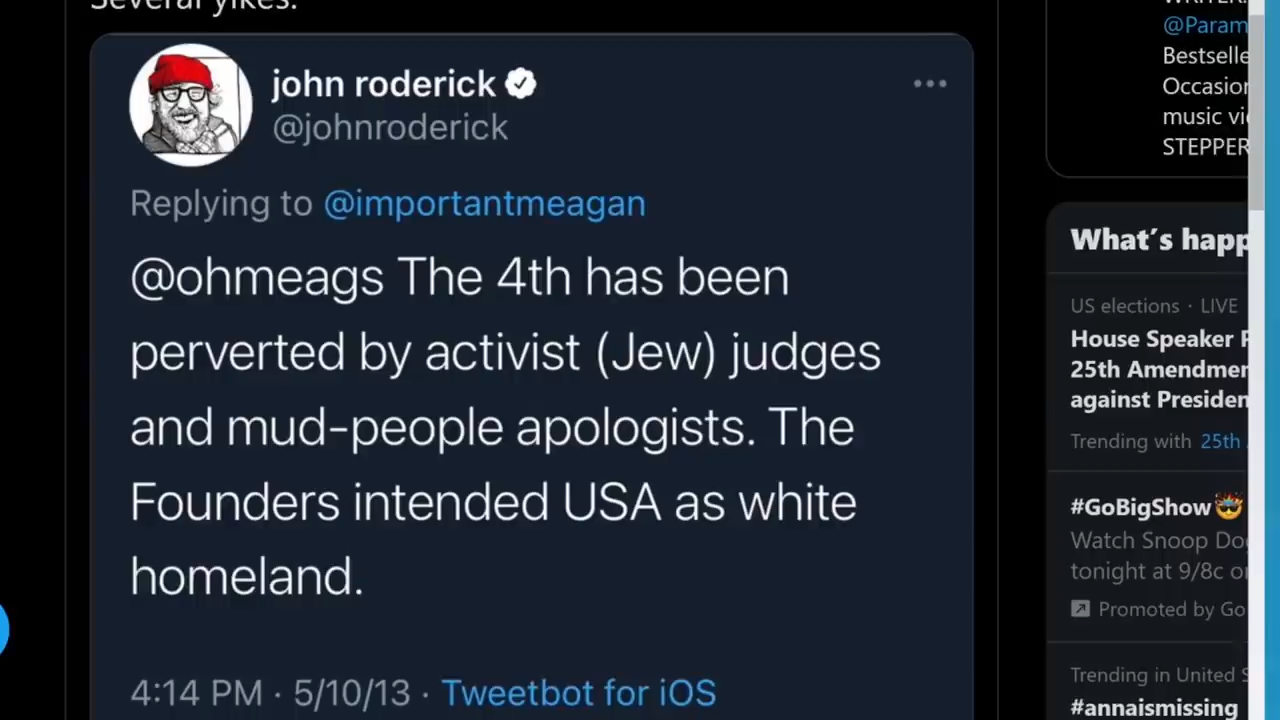 Several yikes.
john roderick
@johnroderick
Replying to @importantmeagan
@ohmeags The 4th has been
perverted by activist (Jew) judges
and mud-people apologists. The
Founders intended USA as white
homeland.
4:14 PM · 5/10/13 · Tweetbot for iOS
@Param
Bestselle
Occasion
music vi
STEPPER
What's happ
US elections · LIVE
House Speaker P
25th Amendmen
against Presiden
Trending with 25th
#GoBigShow
Watch Snoop Do
tonight at 9/8c o
Promoted by Go
Trending in United S
#annaismissing